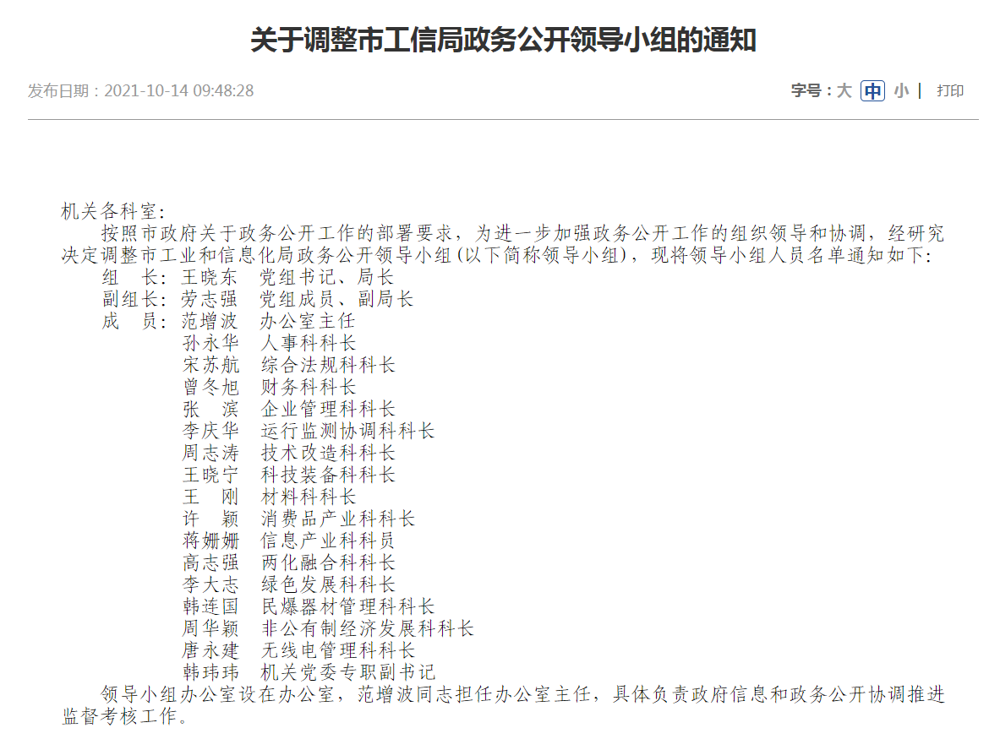 关于调整市工信局政务公开领导小组的通知
发布日期：2021-10-14 09:48:28 字号：大 中 小 | 打印
机关各科室：
按照市政府关于政务公开工作的部署要求，为进一步加强政务公开工作的组织领导和协调，经研究
决定调整市工业和信息化局政务公开领导小组(以下简称领导小组)，现将领导小组人员名单通知如下：
组　长：王晓东　党组书记、局长
副组长：劳志强　党组成员、副局长
成　员：范增波　办公室主任
孙永华　人事科科长
宋苏航　综合法规科科长
曾冬旭　财务科科长
张　滨　企业管理科科长
李庆华　运行监测协调科科长
周志涛　技术改造科科长
王晓宁　科技装备科科长
王　刚　材料科科长
许　颖　消费品产业科科长
蒋姗姗　信息产业科科员
高志强　两化融合科科长
李大志　绿色发展科科长
韩连国　民爆器材管理科科长
周华颖　非公有制经济发展科科长
唐永建　无线电管理科科长
韩玮玮　机关党委专职副书记
领导小组办公室设在办公室，范增波同志担任办公室主任，具体负责政府信息和政务公开协调推进
监督考核工作。